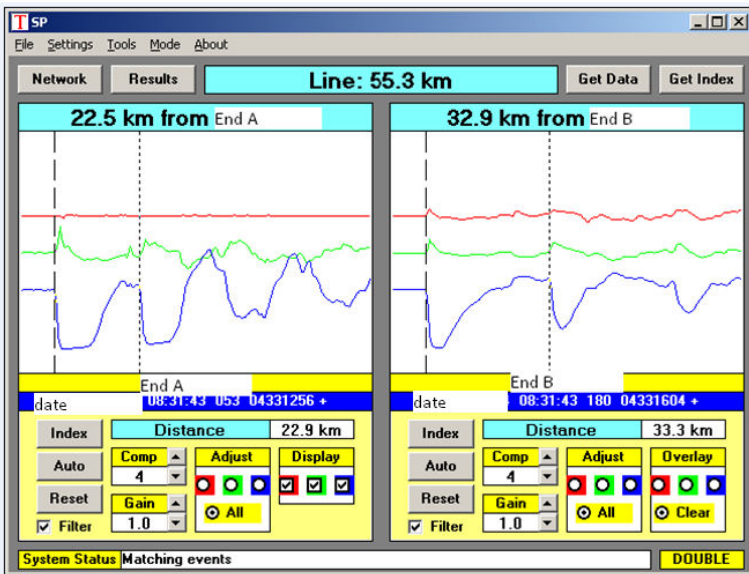 T SP
File Settings Tools Mode About
Network Results Line: 55.3 km Get Data Get Index
22.5 km from End A
32.9 km from End B
End A
date 08:31:43 053 04331256 +
End B
date 08:31:43 180 04331604 +
Index Distance 22.9 km
Auto Comp Adjust Display
4
Reset Gain All
Filter 1.0
Index Distance 33.3 km
Auto Comp Adjust Overlay
4
Reset Gain All Clear
Filter 1.0
System Status Matching events DOUBLE